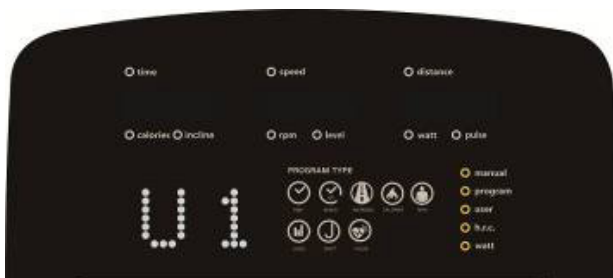 time speed distance
calories incline rpm level watt pulse
PROGRAM TYPE
manual
program
user
h.r.c.
watt
U1